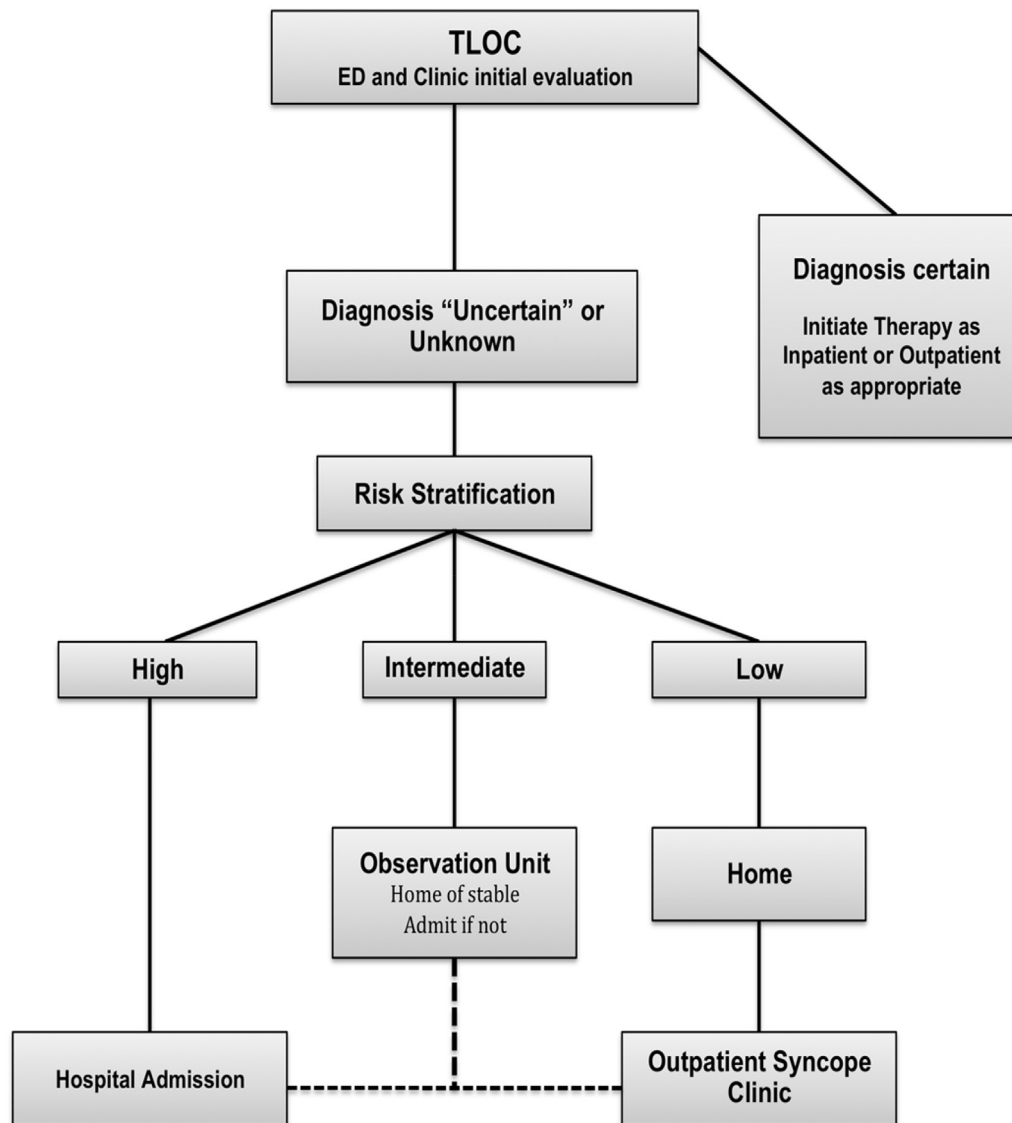 TLOC
ED and Clinic initial evaluation
Diagnosis certain
Initiate Therapy as
Inpatient or Outpatient
as appropriate
Diagnosis “Uncertain” or
Unknown
Risk Stratification
High
Intermediate
Low
Observation Unit
Home of stable
Admit if not
Home
Hospital Admission
Outpatient Syncope
Clinic